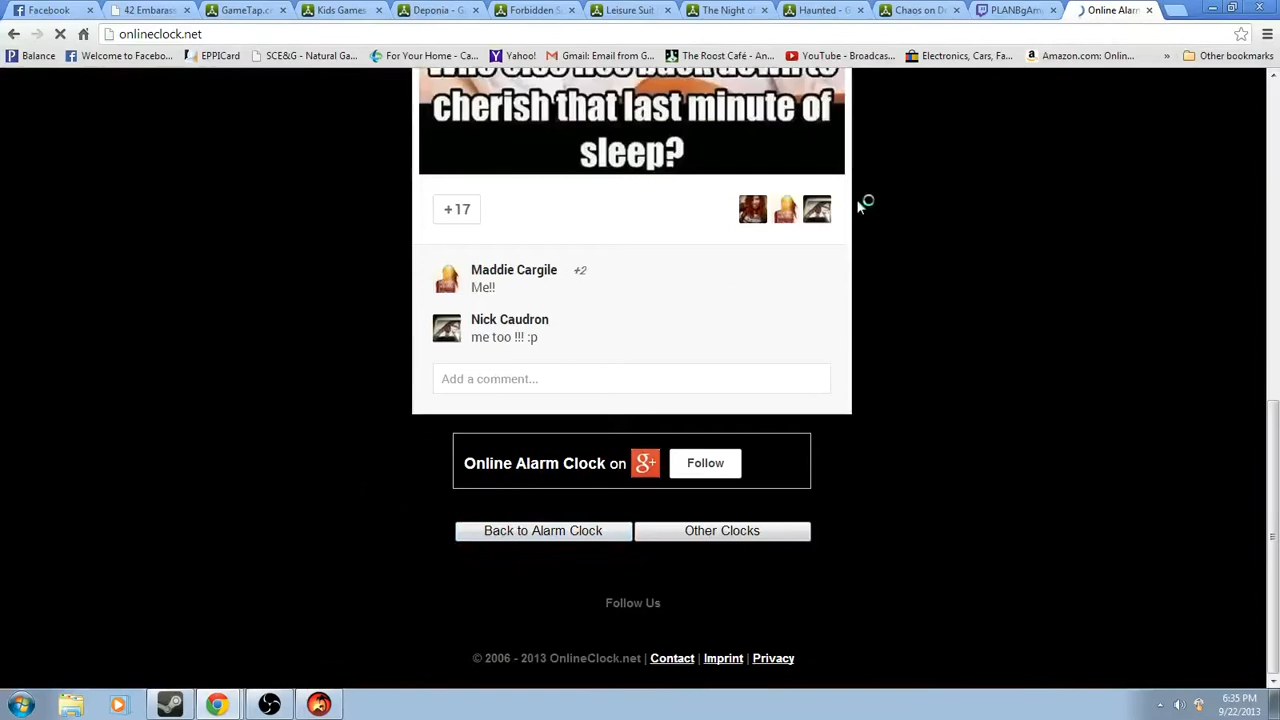 Facebook
42 Embarass
GameTap.co
Kids Games
Deponia - G
Forbidden S
Leisure Suit
The Night o
Haunted - G
Chaos on D
PLANBgAm
Online Alarm
onlineclock.net
Balance
Welcome to Facebo...
EPPICard
SCE&G - Natural Ga...
For Your Home - Ca...
Yahoo!
Gmail: Email from G...
The Roost Café - An...
YouTube - Broadcas...
Electronics, Cars, Fa...
Amazon.com: Onlin...
»
Other bookmarks
cherish that last minute of
sleep?
+17
Maddie Cargile +2
Me!!
Nick Caudron
me too !!! :p
Add a comment...
Online Alarm Clock on g+ Follow
Back to Alarm Clock
Other Clocks
Follow Us
© 2006 - 2013 OnlineClock.net | Contact | Imprint | Privacy
6:35 PM
9/22/2013